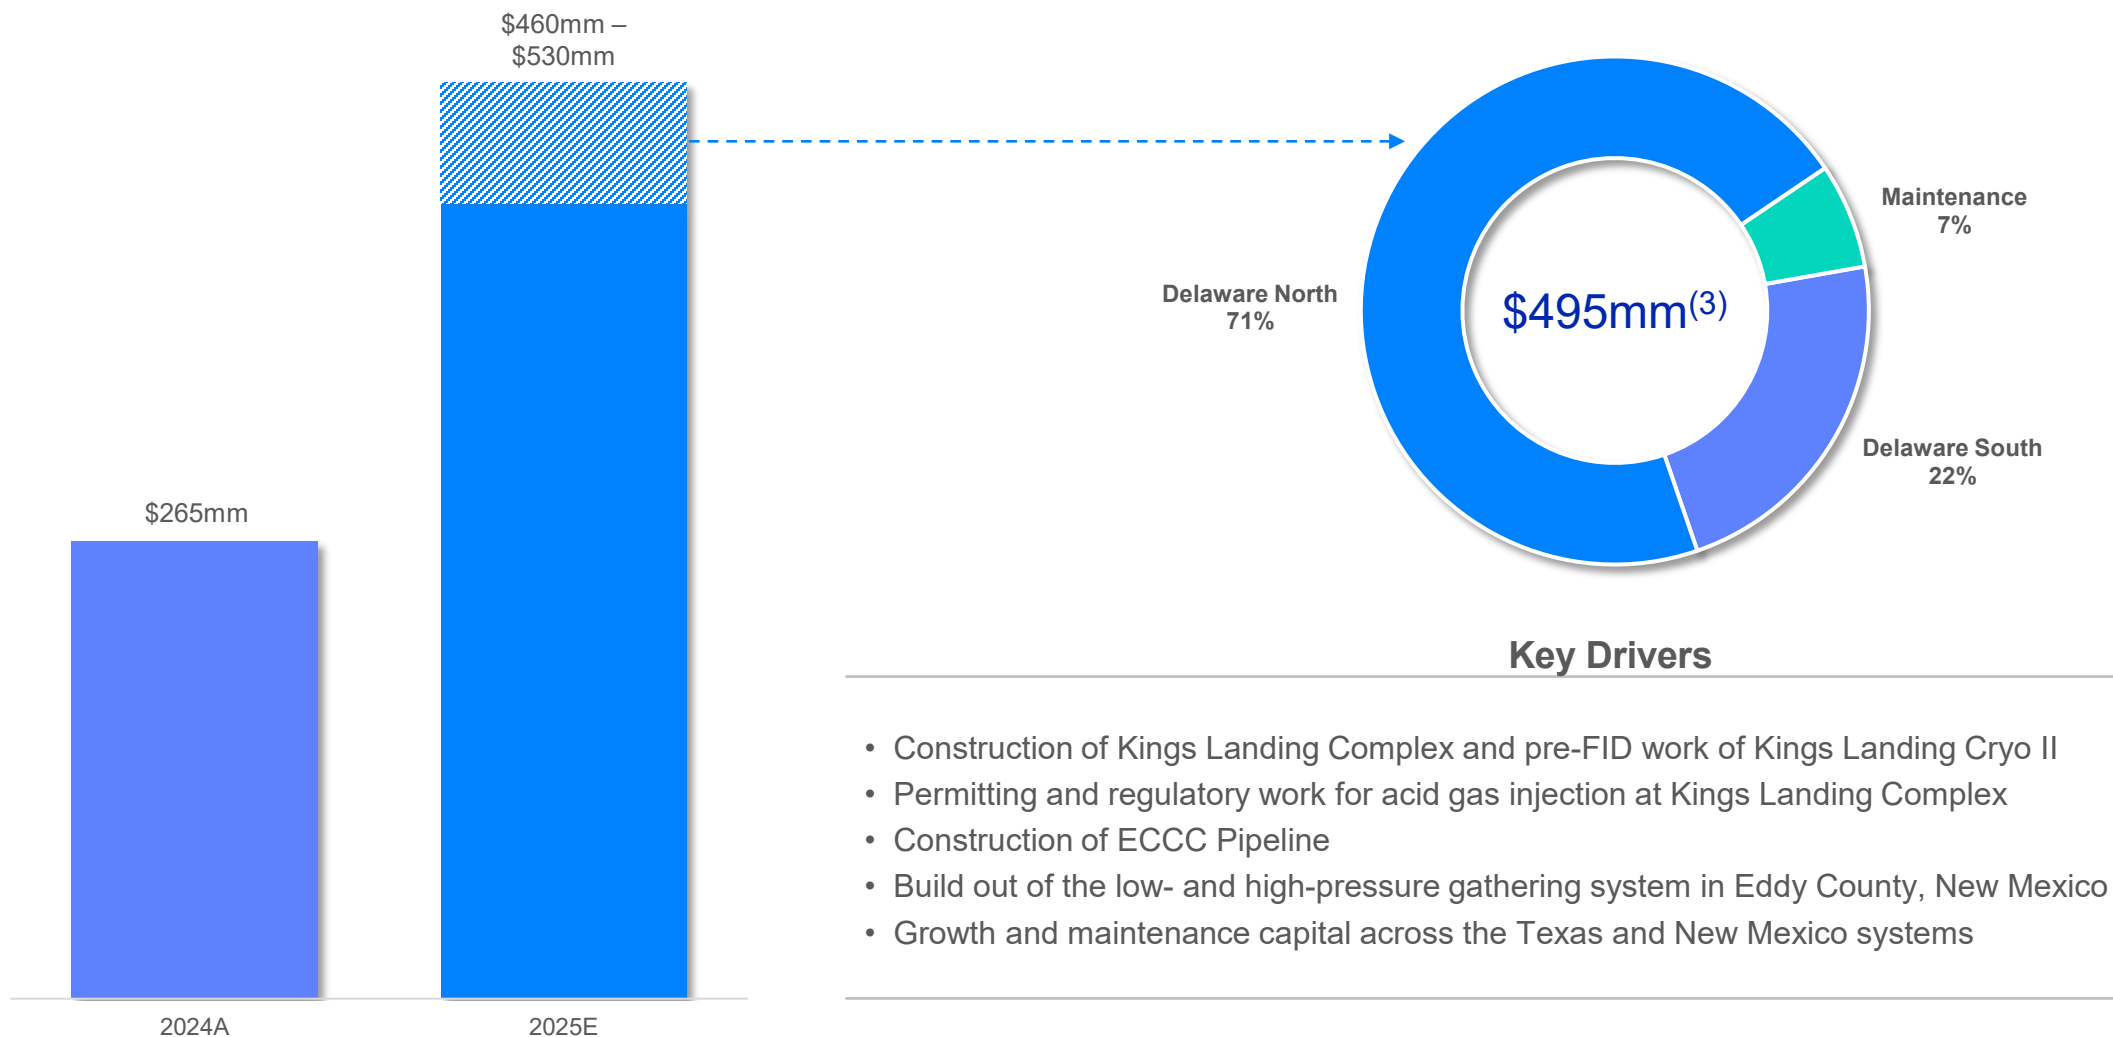 $460mm –
$530mm
$265mm
2024A
2025E
Delaware North
71%
Maintenance
7%
$495mm(3)
Delaware South
22%
Key Drivers
• Construction of Kings Landing Complex and pre-FID work of Kings Landing Cryo II
• Permitting and regulatory work for acid gas injection at Kings Landing Complex
• Construction of ECCC Pipeline
• Build out of the low- and high-pressure gathering system in Eddy County, New Mexico
• Growth and maintenance capital across the Texas and New Mexico systems